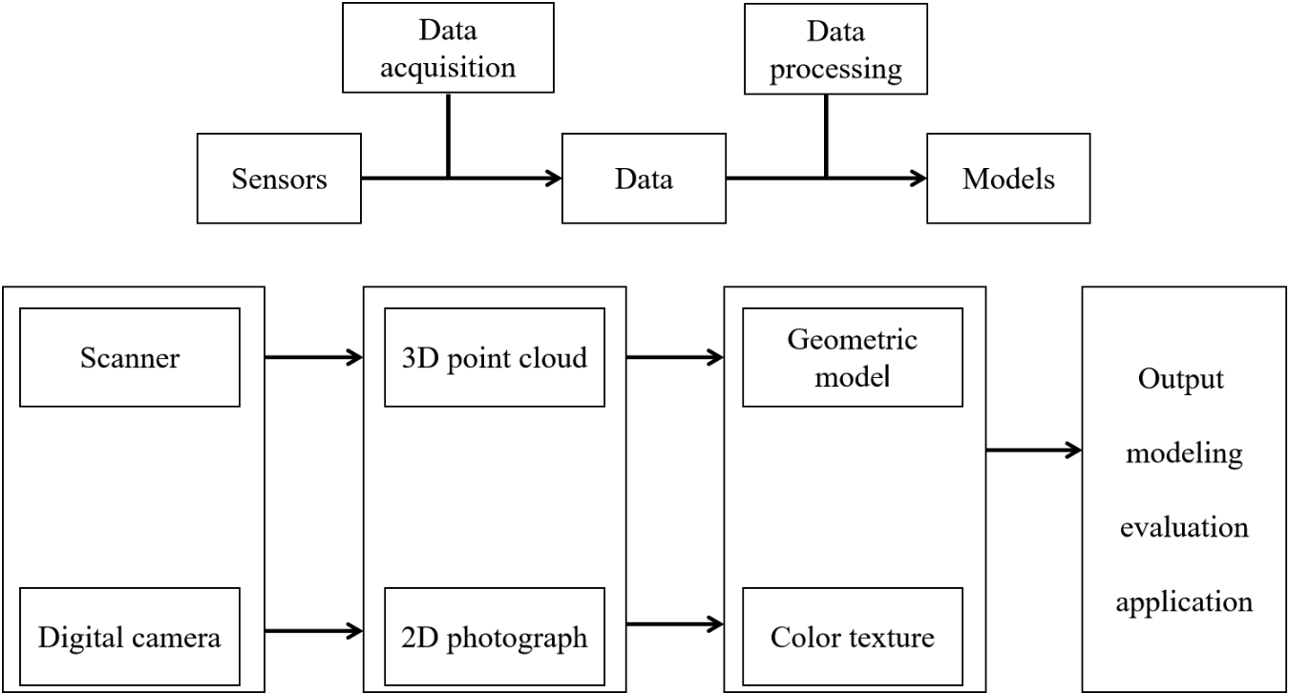 Data
acquisition
Data
processing
Sensors
Data
Models
Scanner
3D point cloud
Geometric
model
Output
modeling
evaluation
application
Digital camera
2D photograph
Color texture